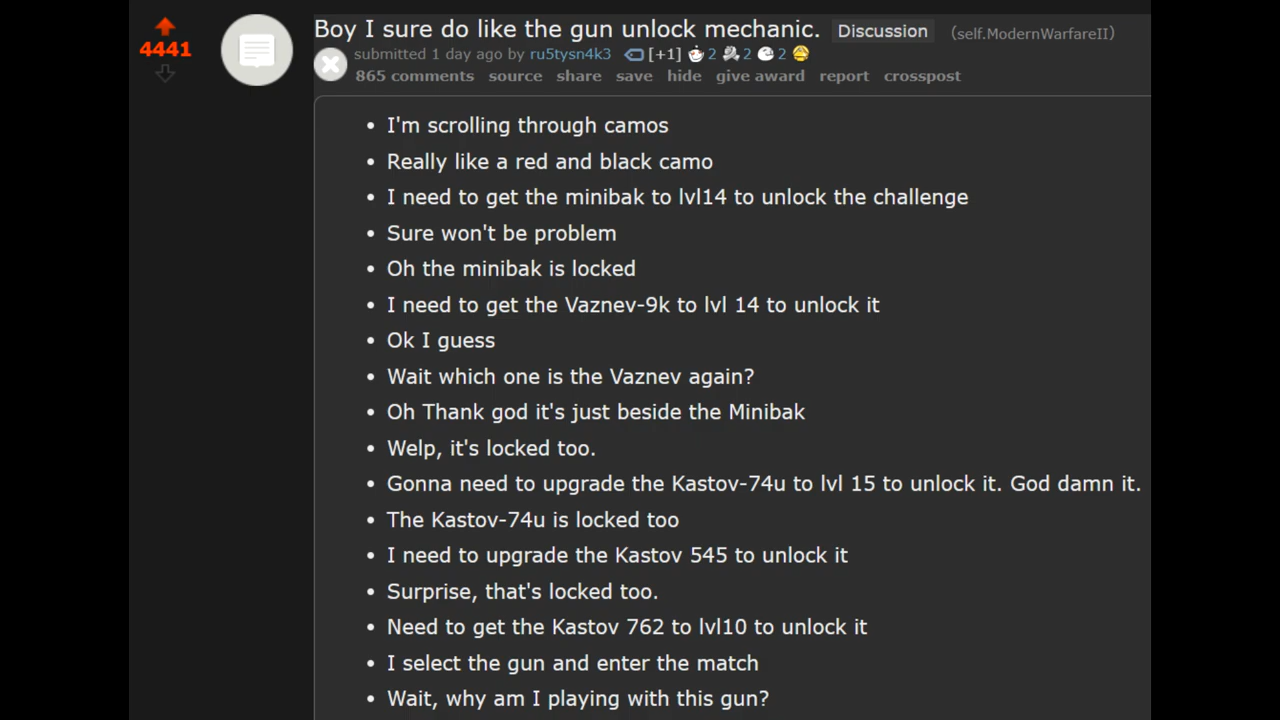 Boy I sure do like the gun unlock mechanic. Discussion (self.ModernWarfareII)
4441
submitted 1 day ago by ru5tysn4k3 [+1] 2 2 2
865 comments source share save hide give award report crosspost
• I'm scrolling through camos
• Really like a red and black camo
• I need to get the minibak to lvl14 to unlock the challenge
• Sure won't be problem
• Oh the minibak is locked
• I need to get the Vaznev-9k to lvl 14 to unlock it
• Ok I guess
• Wait which one is the Vaznev again?
• Oh Thank god it's just beside the Minibak
• Welp, it's locked too.
• Gonna need to upgrade the Kastov-74u to lvl 15 to unlock it. God damn it.
• The Kastov-74u is locked too
• I need to upgrade the Kastov 545 to unlock it
• Surprise, that's locked too.
• Need to get the Kastov 762 to lvl10 to unlock it
• I select the gun and enter the match
• Wait, why am I playing with this gun?